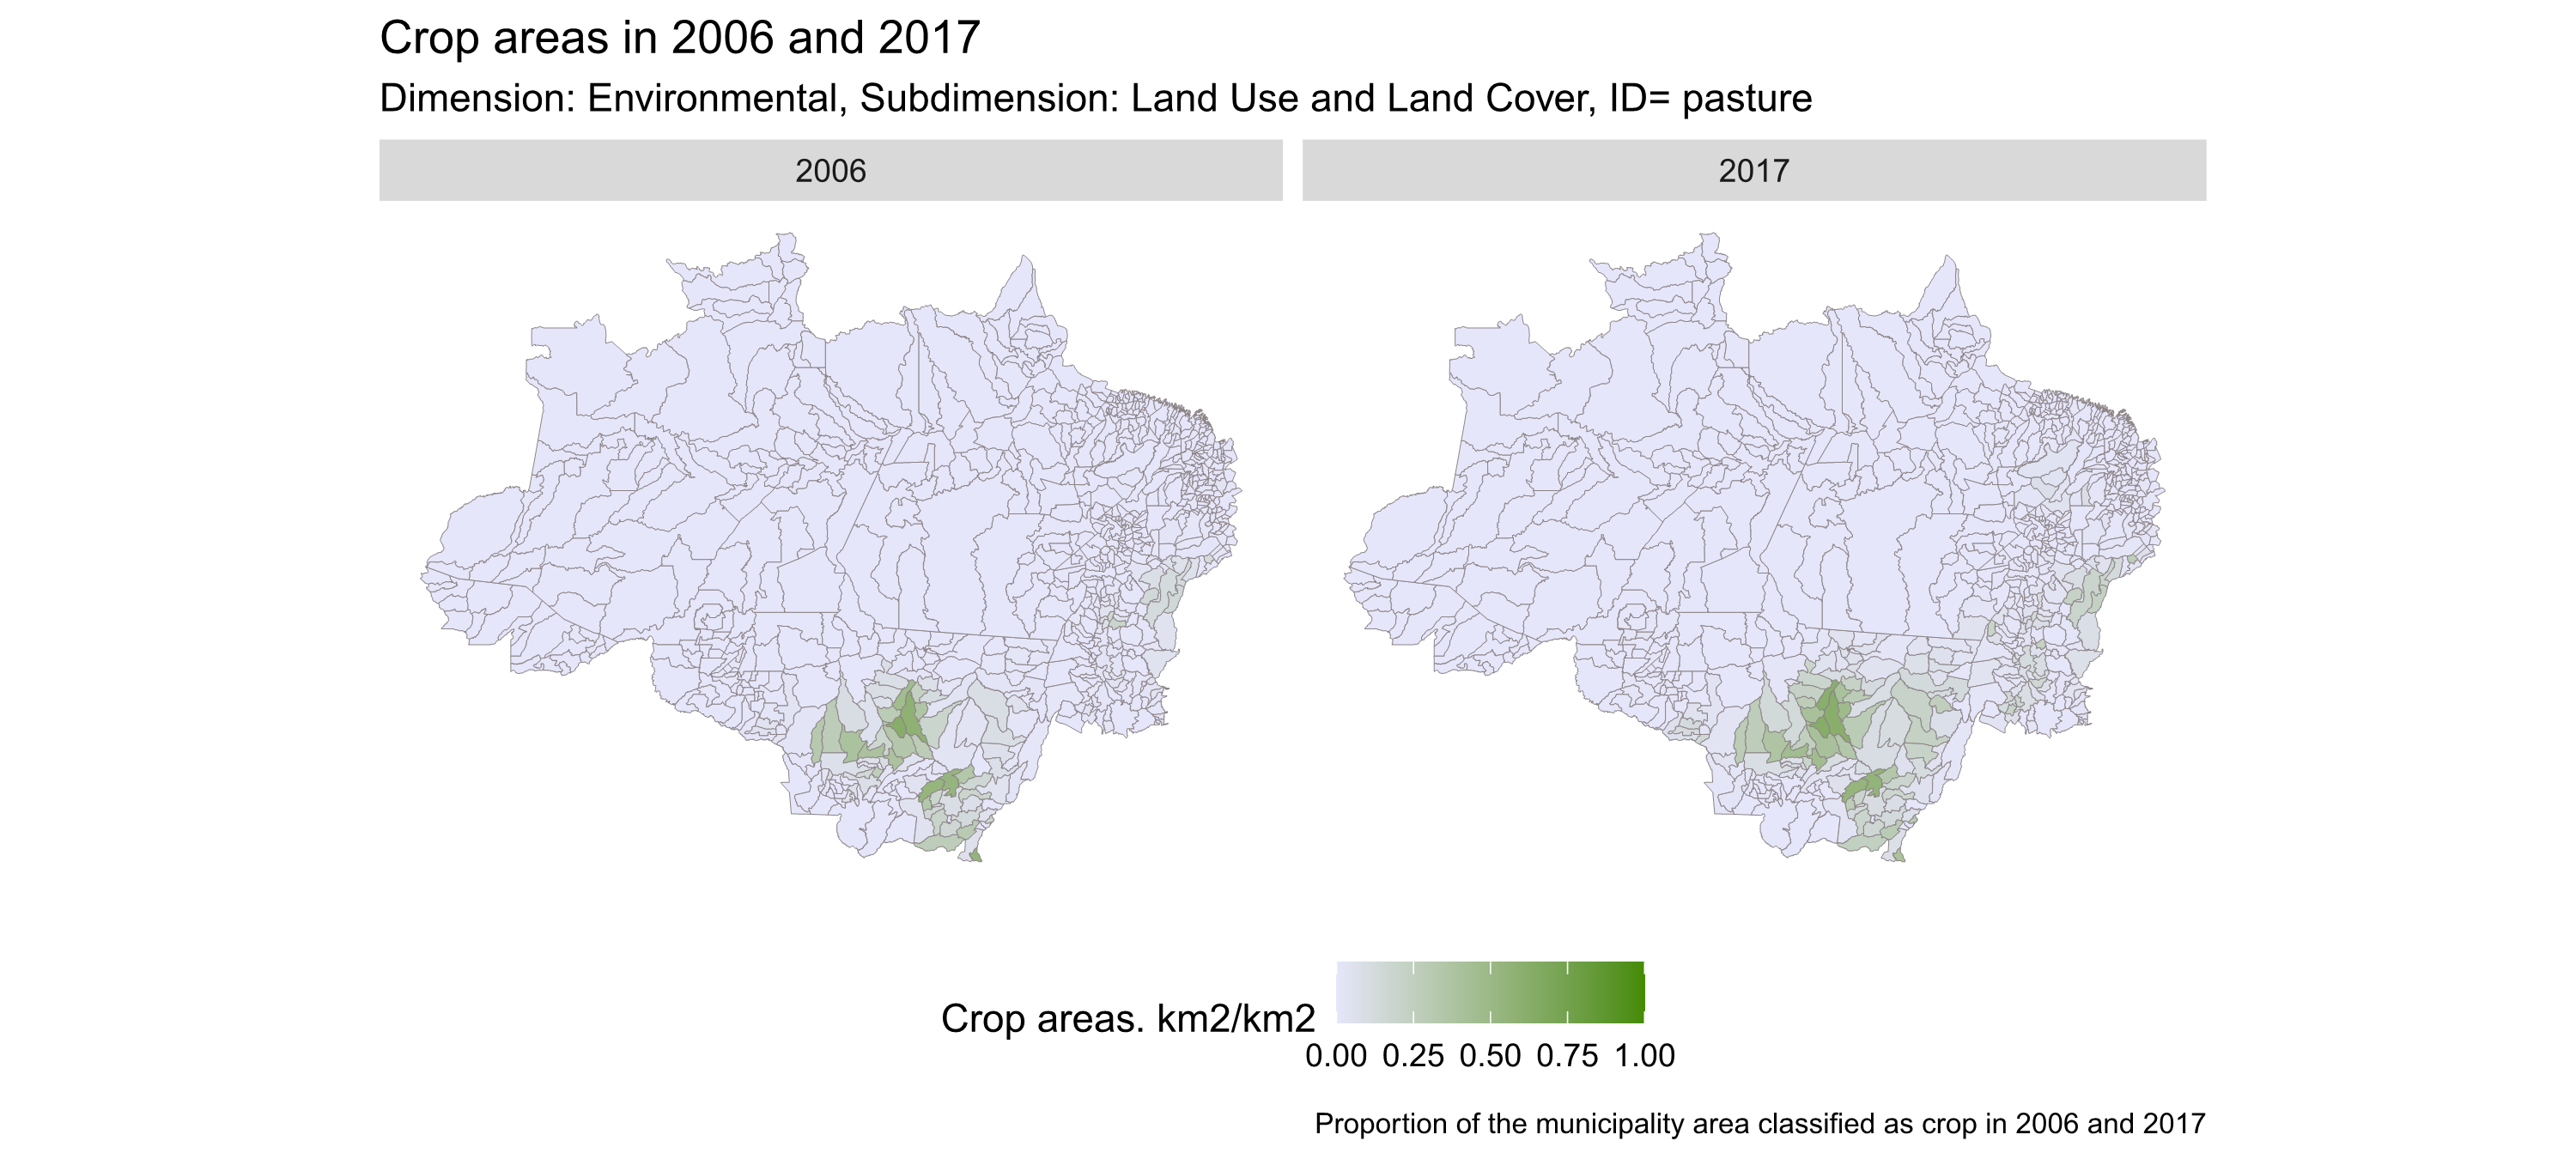 Crop areas in 2006 and 2017
Dimension: Environmental, Subdimension: Land Use and Land Cover, ID= pasture
2006 2017
Crop areas. km2/km2
0.00 0.25 0.50 0.75 1.00
Proportion of the municipality area classified as crop in 2006 and 2017